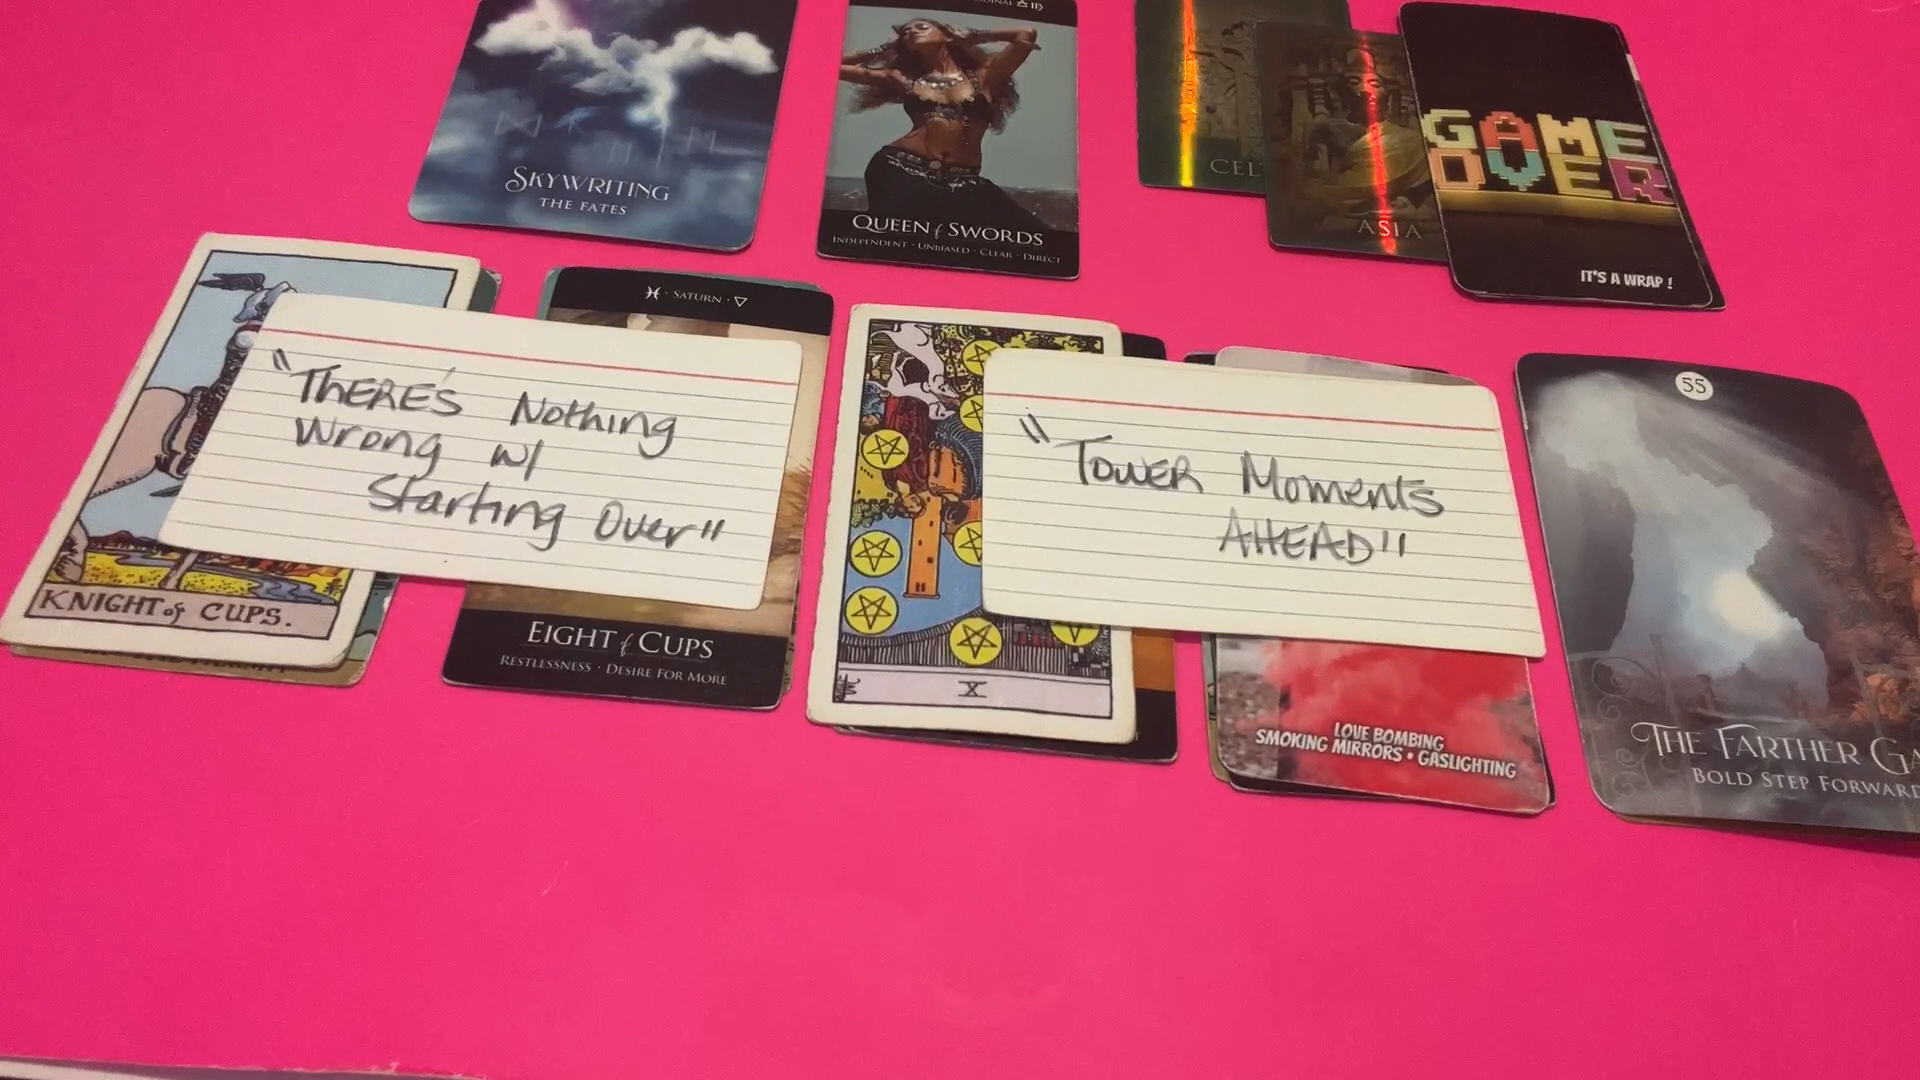 SKYWRITING
THE FATES
QUEEN of SWORDS
INDEPENDENT · UNBIASED · CLEAR · DIRECT
ASIA
GAME
OVER
IT'S A WRAP !
♓ · SATURN · ▽
"THERE'S Nothing
Wrong w/
Starting Over"
KNIGHT of CUPS.
EIGHT of CUPS
RESTLESSNESS · DESIRE FOR MORE
"TOWER Moments
AHEAD"
X
LOVE BOMBING
SMOKING MIRRORS • GASLIGHTING
55
THE FARTHER
BOLD STEP FORWARD